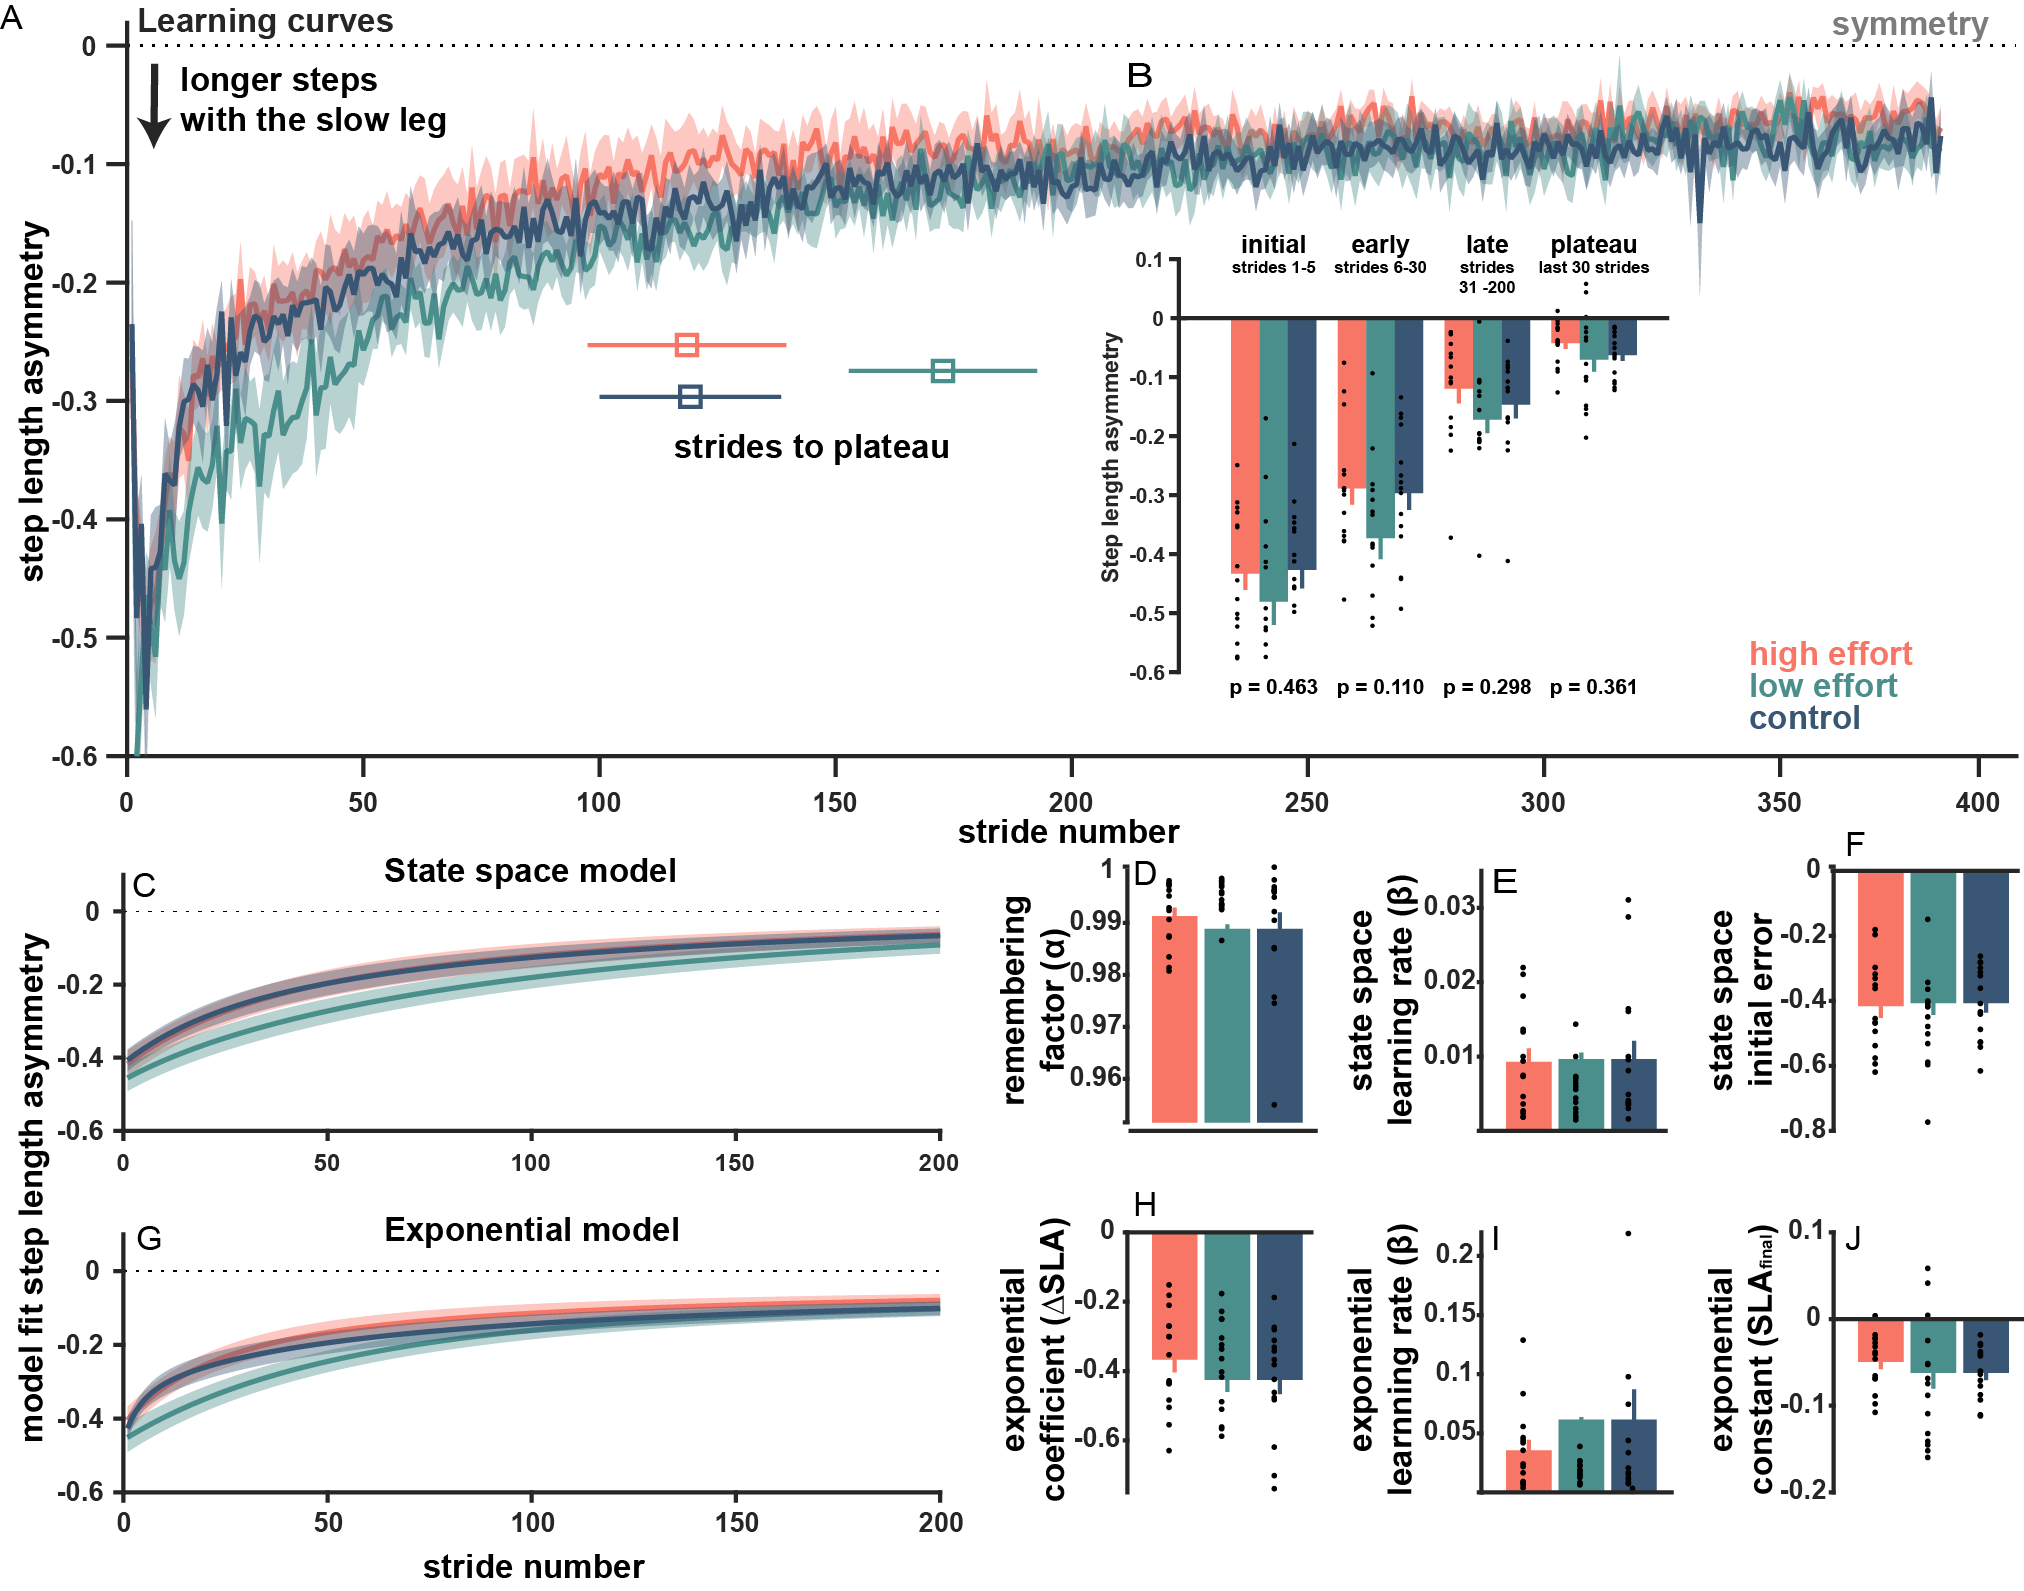 A
Learning curves
symmetry
longer steps
with the slow leg
0
-0.1
-0.2
-0.3
-0.4
-0.5
-0.6
step length asymmetry
strides to plateau
0
50
100
150
200
250
300
350
400
stride number
B
initial
strides 1-5
early
strides 6-30
late
strides
31 -200
plateau
last 30 strides
0.1
0
-0.1
-0.2
-0.3
-0.4
-0.5
-0.6
Step length asymmetry
p = 0.463
p = 0.110
p = 0.298
p = 0.361
high effort
low effort
control
model fit step length asymmetry
C
State space model
0
-0.2
-0.4
-0.6
0
50
100
150
200
D
remembering
factor (α)
1
0.99
0.98
0.97
0.96
E
state space
learning rate (β)
0.03
0.02
0.01
F
state space
initial error
0
-0.2
-0.4
-0.6
-0.8
G
Exponential model
0
-0.2
-0.4
-0.6
0
50
100
150
200
stride number
H
exponential
coefficient (∆SLA)
0
-0.2
-0.4
-0.6
I
exponential
learnning rate (β)
0.2
0.15
0.1
0.05
J
exponential
constant (SLAfinal)
0.1
0
-0.1
-0.2